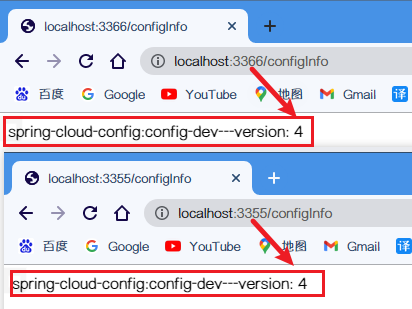 localhost:3366/configInfo
localhost:3366/configInfo
百度 Google YouTube 地图 Gmail 译
spring-cloud-config:config-dev---version: 4
localhost:3355/configInfo
localhost:3355/configInfo
百度 Google YouTube 地图 Gmail 译
spring-cloud-config:config-dev---version: 4